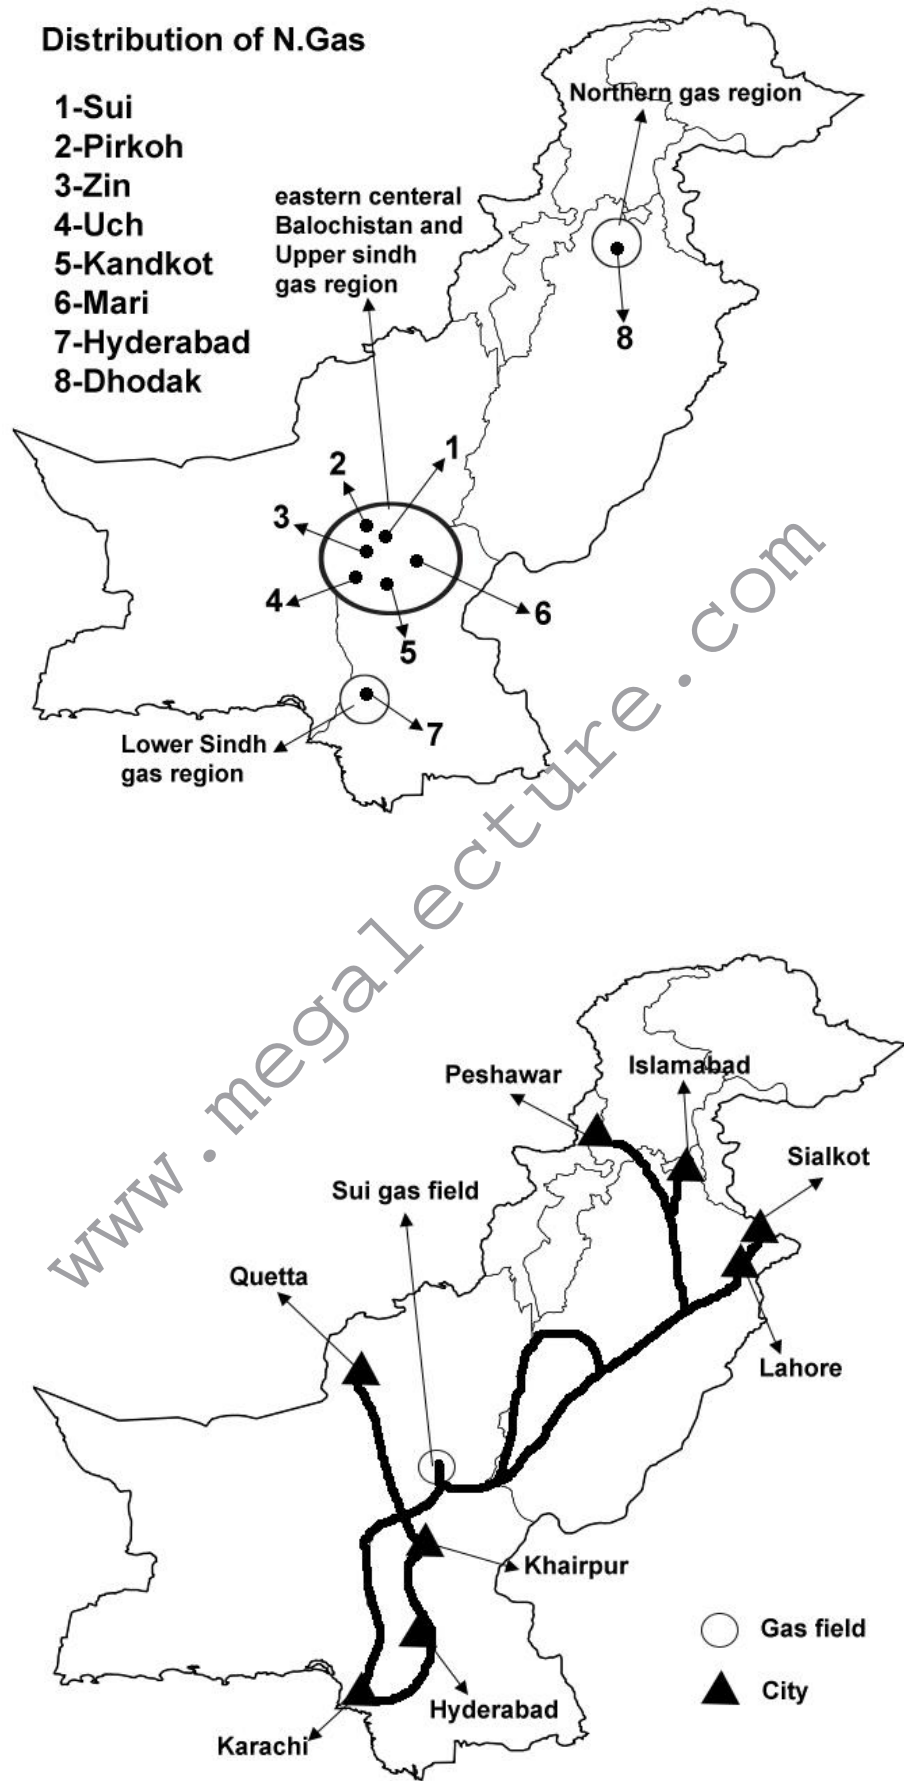 Distribution of N.Gas
1-Sui
2-Pirkoh
3-Zin
4-Uch
5-Kandkot
6-Mari
7-Hyderabad
8-Dhodak
Northern gas region
eastern centeral
Balochistan and
Upper sindh
gas region
8
1
2
3
4
5
6
7
Lower Sindh
gas region
www.megalecture.com
Peshawar
Islamabad
Sialkot
Sui gas field
Quetta
Lahore
Khairpur
Gas field
City
Hyderabad
Karachi